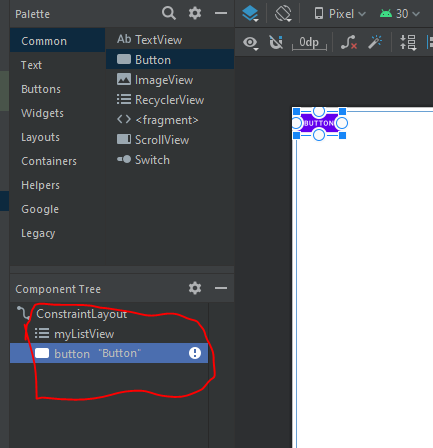 Palette
Common
Text
Buttons
Widgets
Layouts
Containers
Helpers
Google
Legacy
Ab TextView
Button
ImageView
RecyclerView
<> <fragment>
ScrollView
Switch
Pixel
30
0dp
BUTTON
Component Tree
ConstraintLayout
myListView
button "Button"